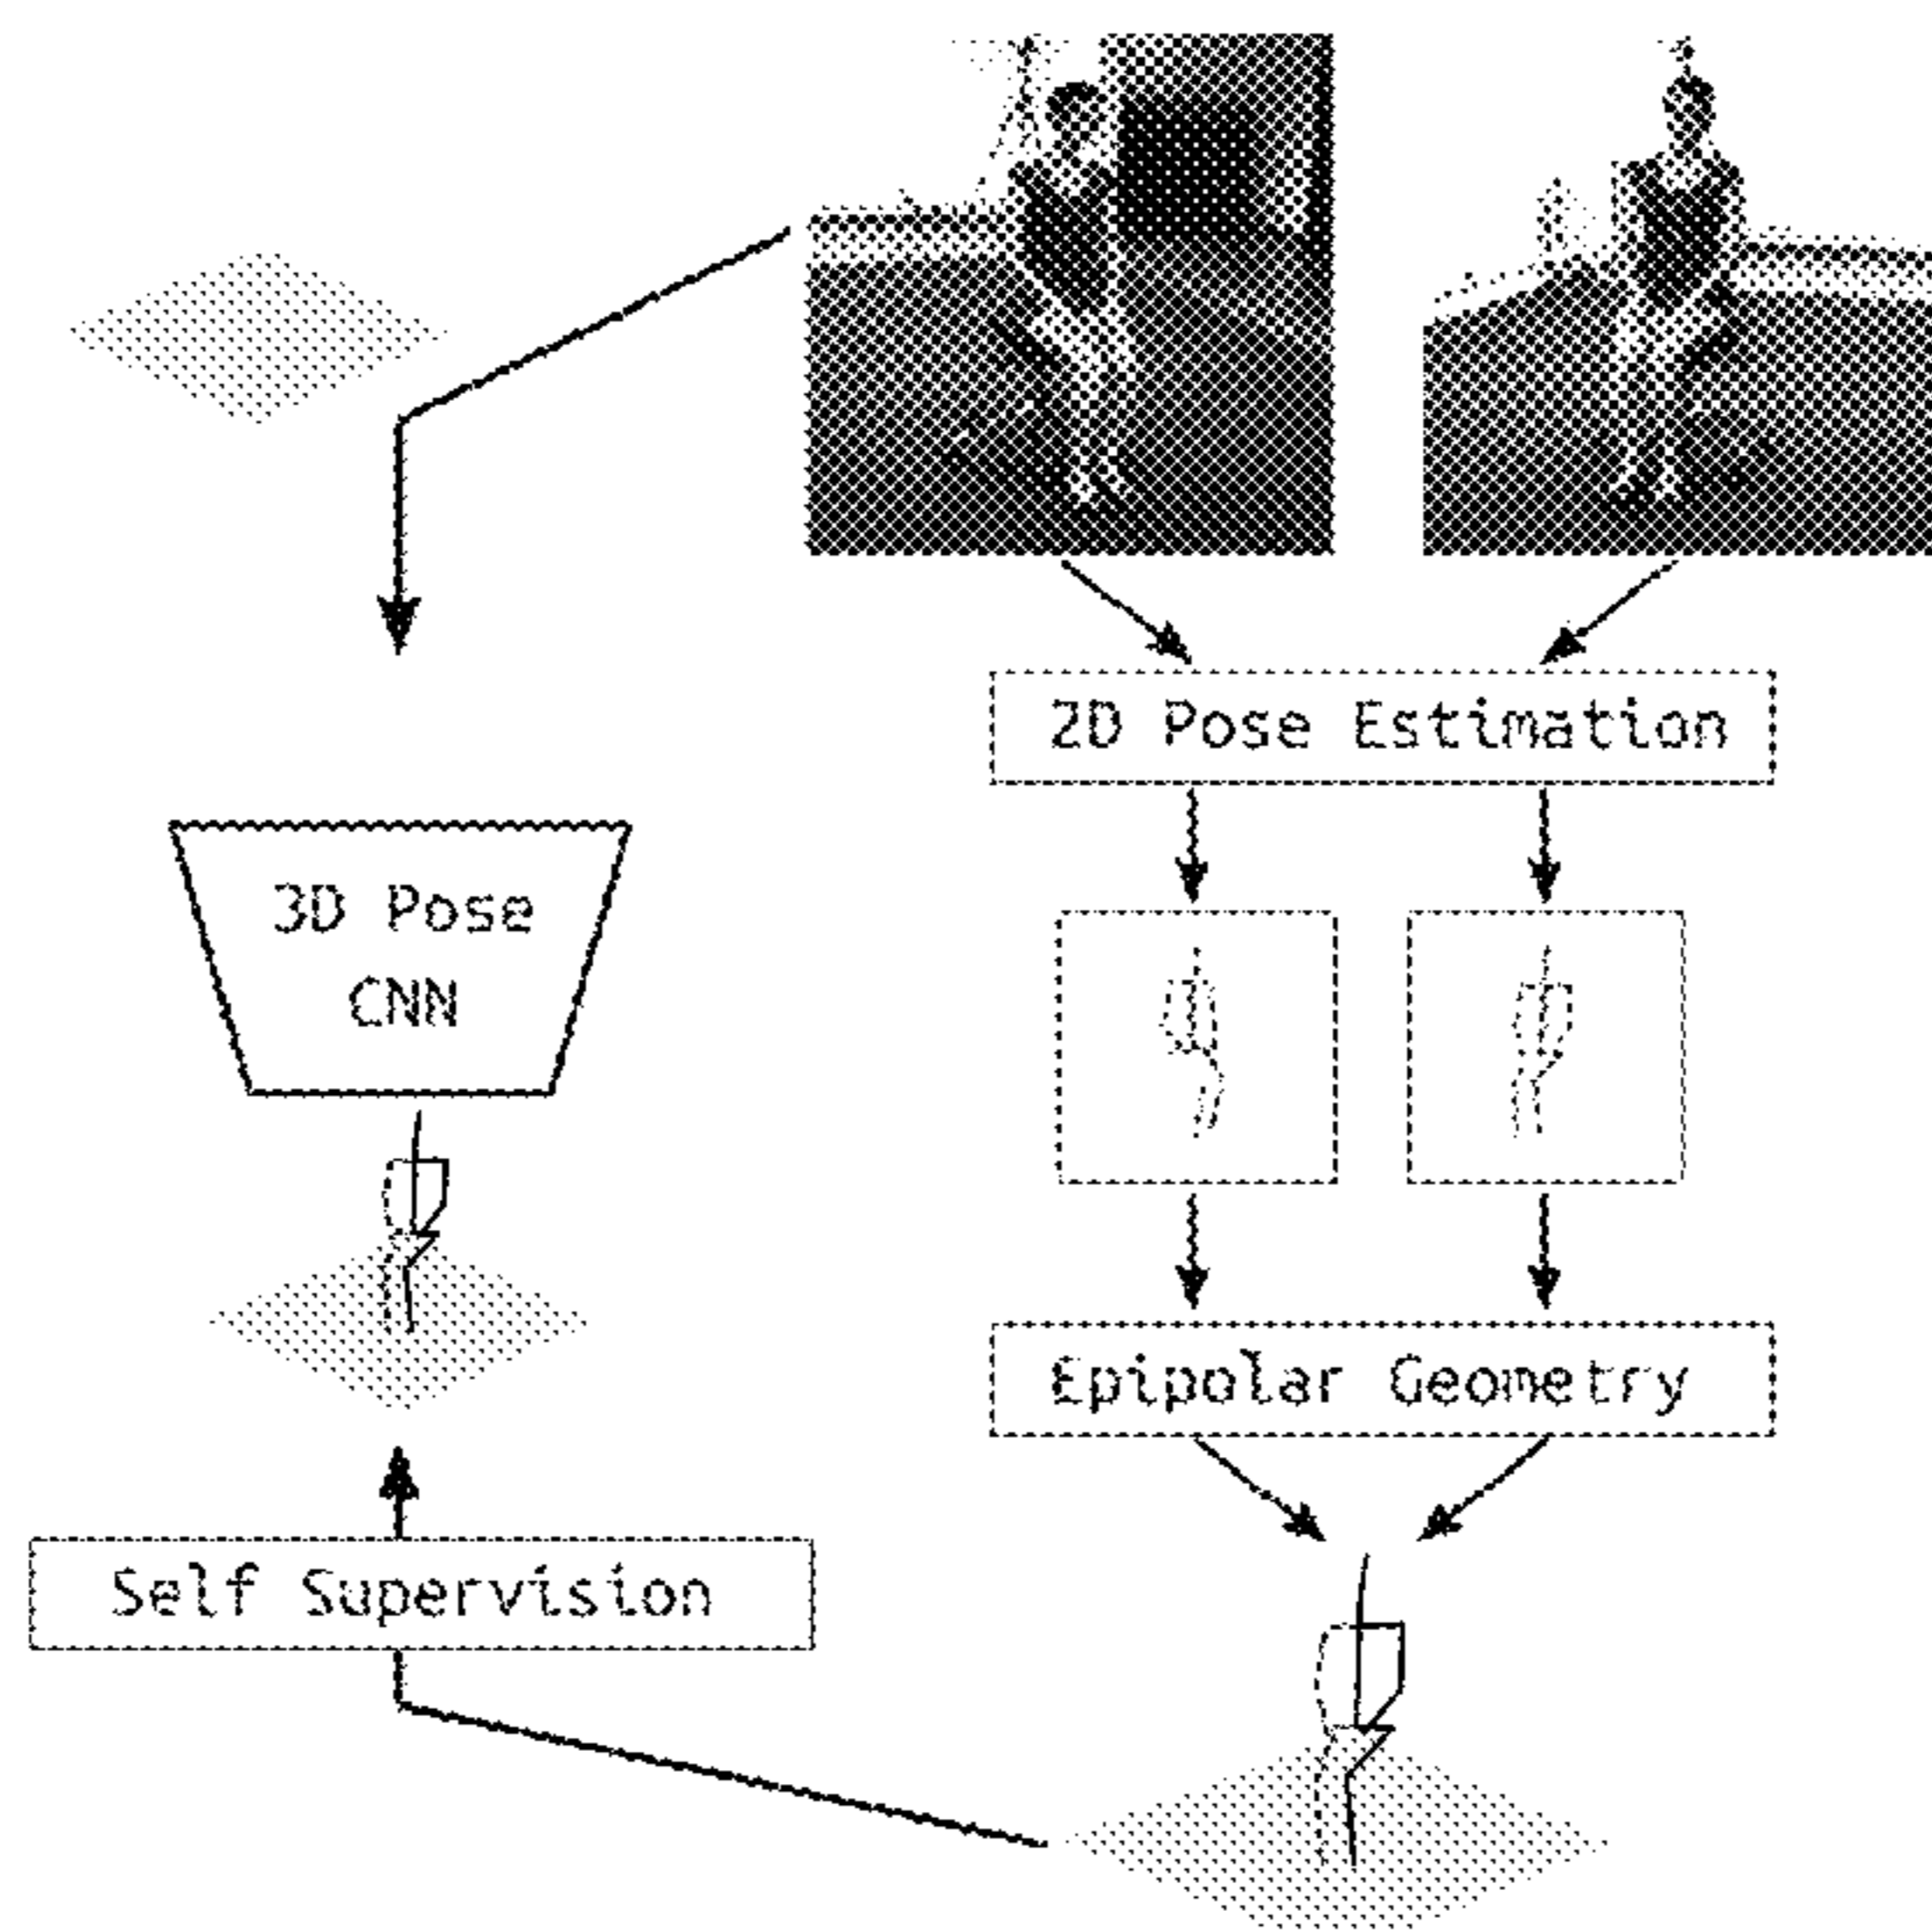 2D Pose Estimation
3D Pose
CNN
Epipolar Geometry
Self Supervision